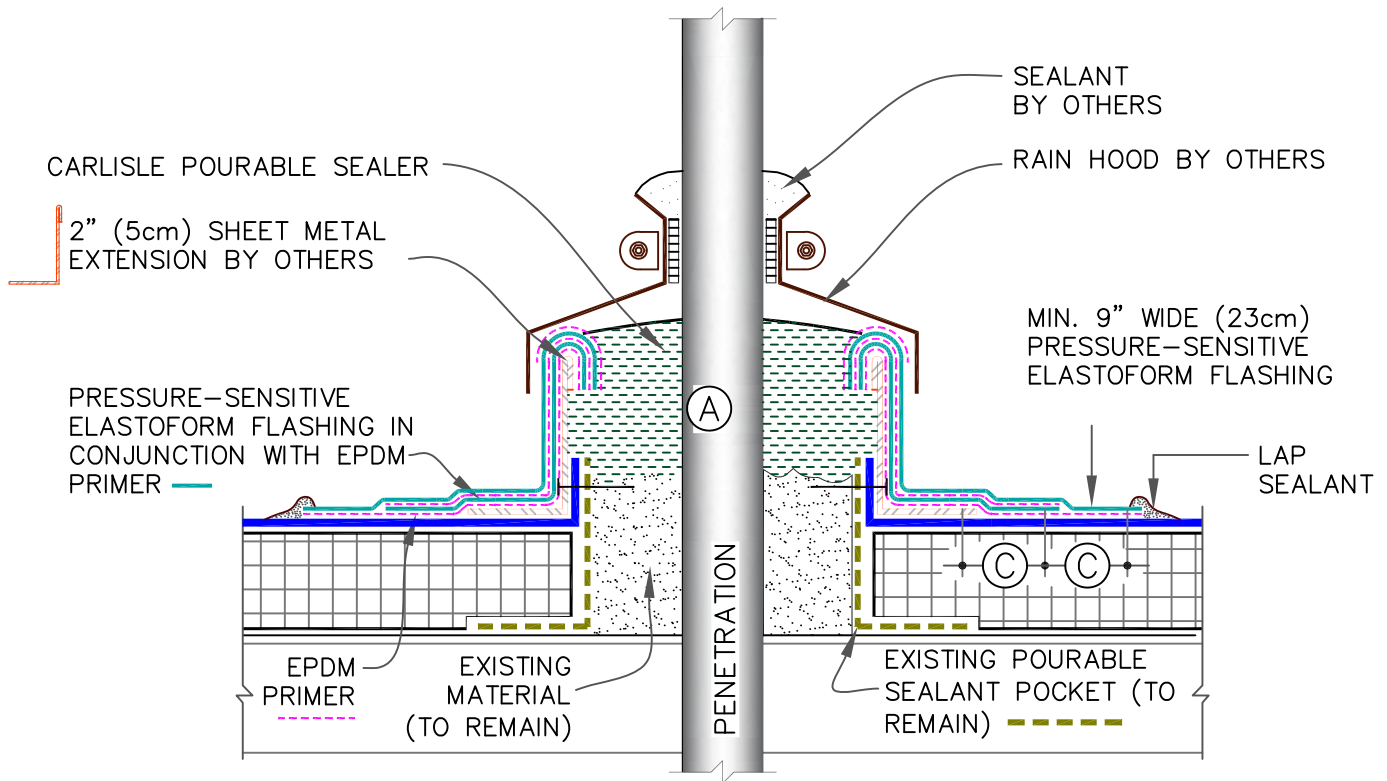 SEALANT
BY OTHERS
CARLISLE POURABLE SEALER
RAIN HOOD BY OTHERS
2” (5cm) SHEET METAL
EXTENSION BY OTHERS
MIN. 9” WIDE (23cm)
PRESSURE–SENSITIVE
ELASTOFORM FLASHING
PRESSURE–SENSITIVE
ELASTOFORM FLASHING IN
CONJUNCTION WITH EPDM
PRIMER
A
LAP
SEALANT
PENETRATION
C
C
EPDM
PRIMER
EXISTING
MATERIAL
(TO REMAIN)
EXISTING POURABLE
SEALANT POCKET (TO
REMAIN)